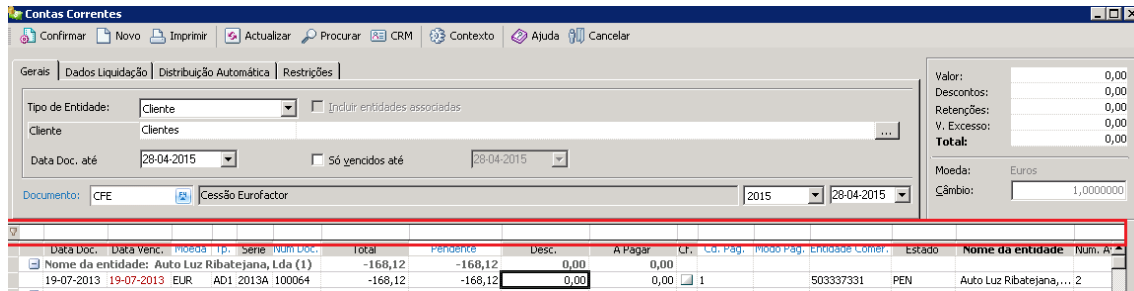 Contas Correntes
Confirmar Novo Imprimir Actualizar Procurar CRM Contexto Ajuda Cancelar
Gerais Dados Liquidação Distribuição Automática Restrições
Tipo de Entidade: Cliente Incluir entidades associadas
Cliente Clientes ...
Data Doc. até 28-04-2015 Só vencidos até 28-04-2015
Documento: CFE Cessão Eurofactor 2015 28-04-2015
Valor: 0,00
Descontos: 0,00
Retenções: 0,00
V. Excesso: 0,00
Total: 0,00
Moeda: Euros
Câmbio: 1,0000000
Data Doc. Data Venc. Moeda Tp. Série Núm Doc. Total Pendente Desc. A Pagar Cf. Cd. Pag. Modo Pag. Entidade Comer. Estado Nome da entidade Num. A
Nome da entidade: Auto Luz Ribatejana, Lda (1) -168,12 -168,12 0,00 0,00
19-07-2013 19-07-2013 EUR AD1 2013A 100064 -168,12 -168,12 0,00 0,00 1 503337331 PEN Auto Luz Ribatejana,... 2